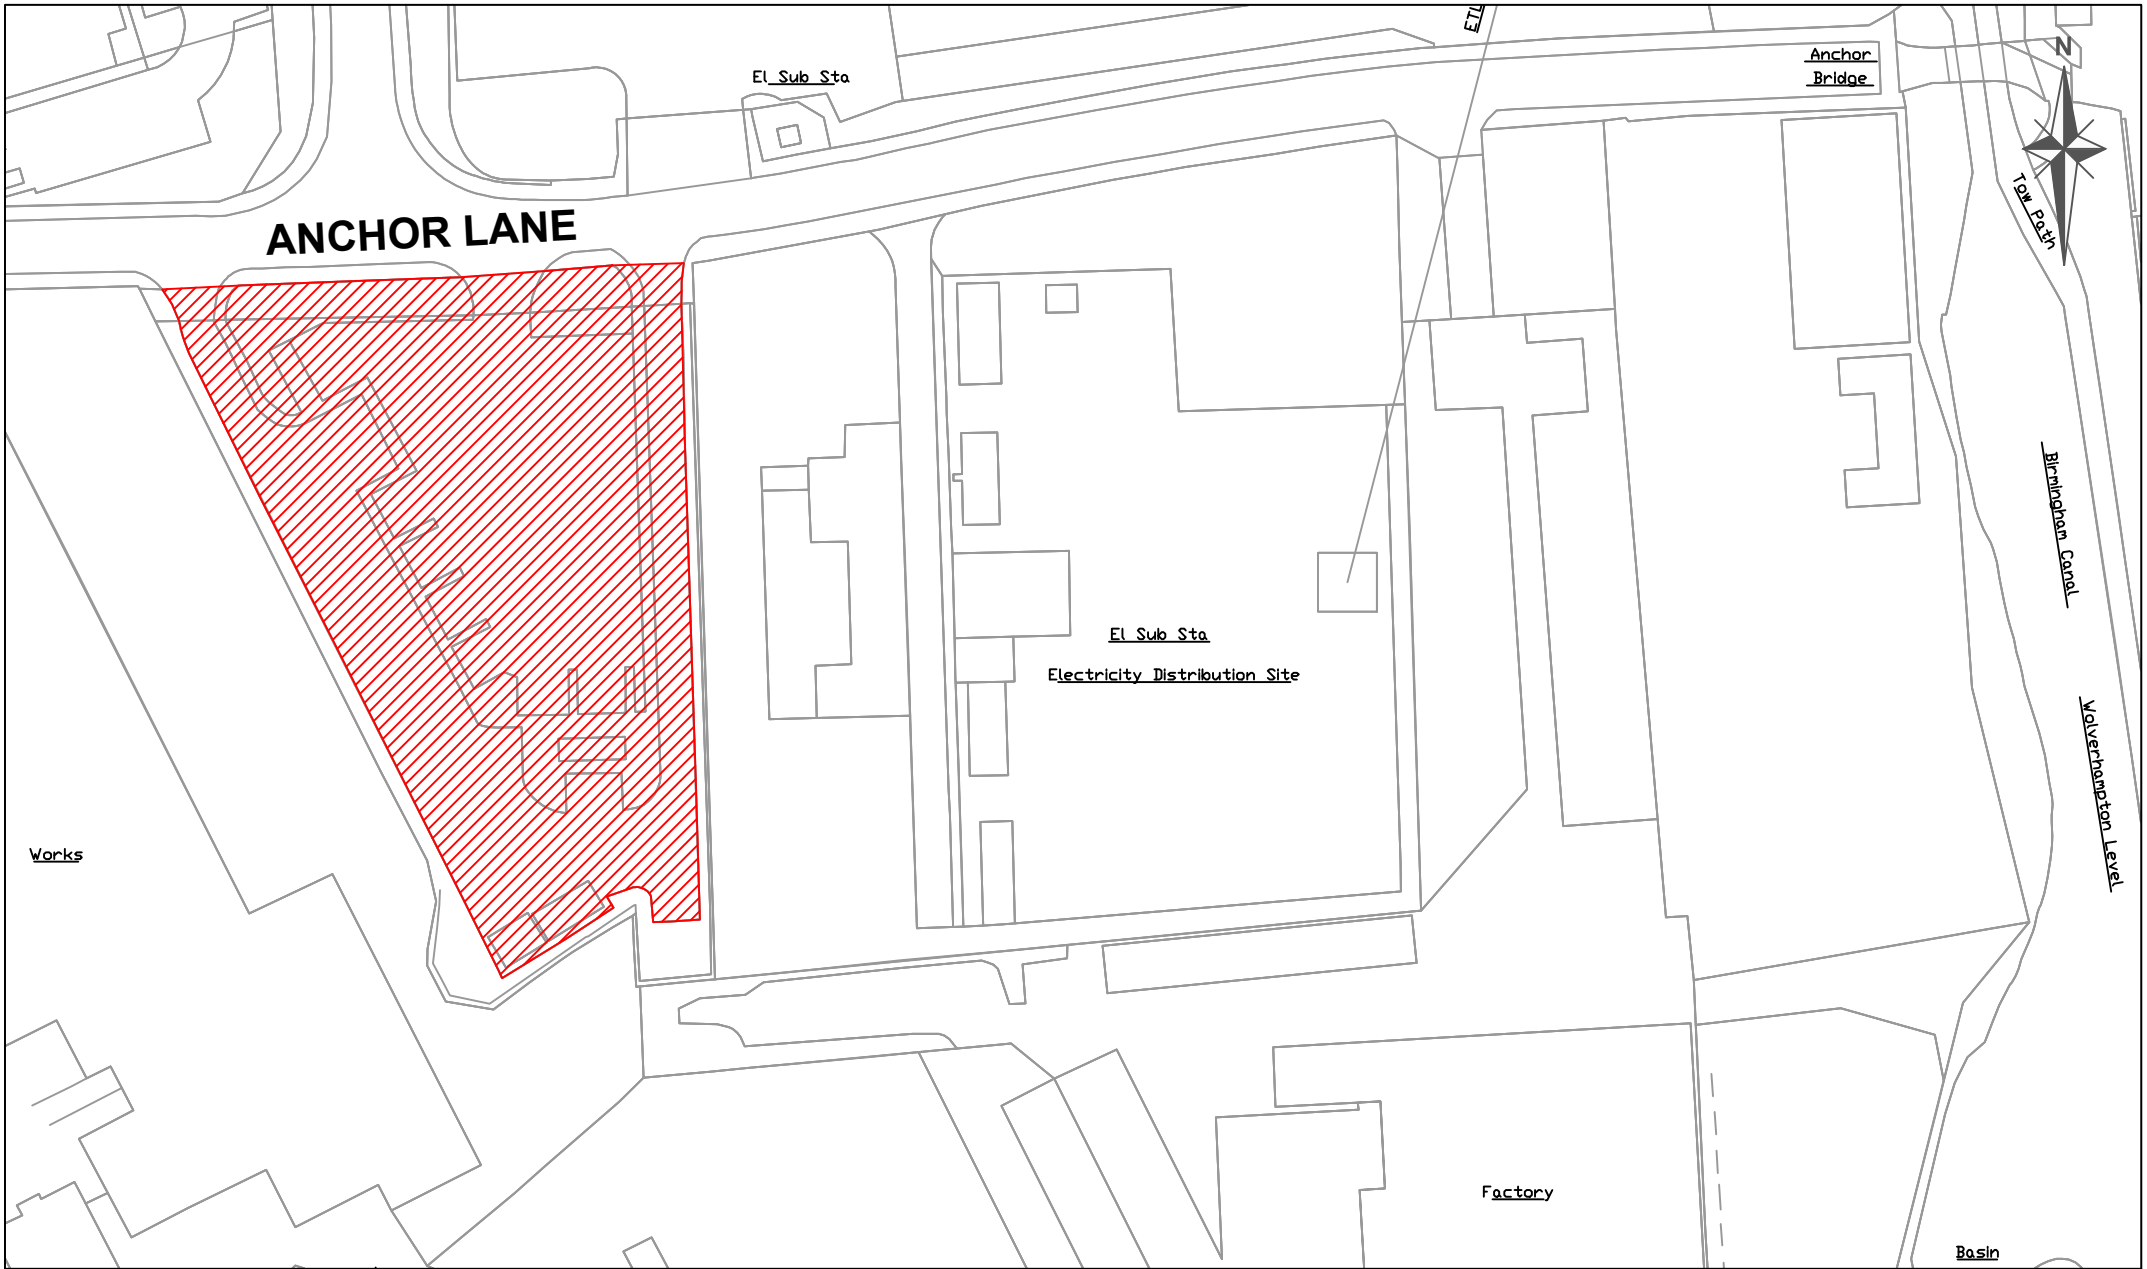 ETL
Anchor
Bridge
N
El Sub Sta
Tow Path
ANCHOR LANE
Birmingham Canal
El Sub Sta
Electricity Distribution Site
Wolverhampton Level
Works
Factory
Basin